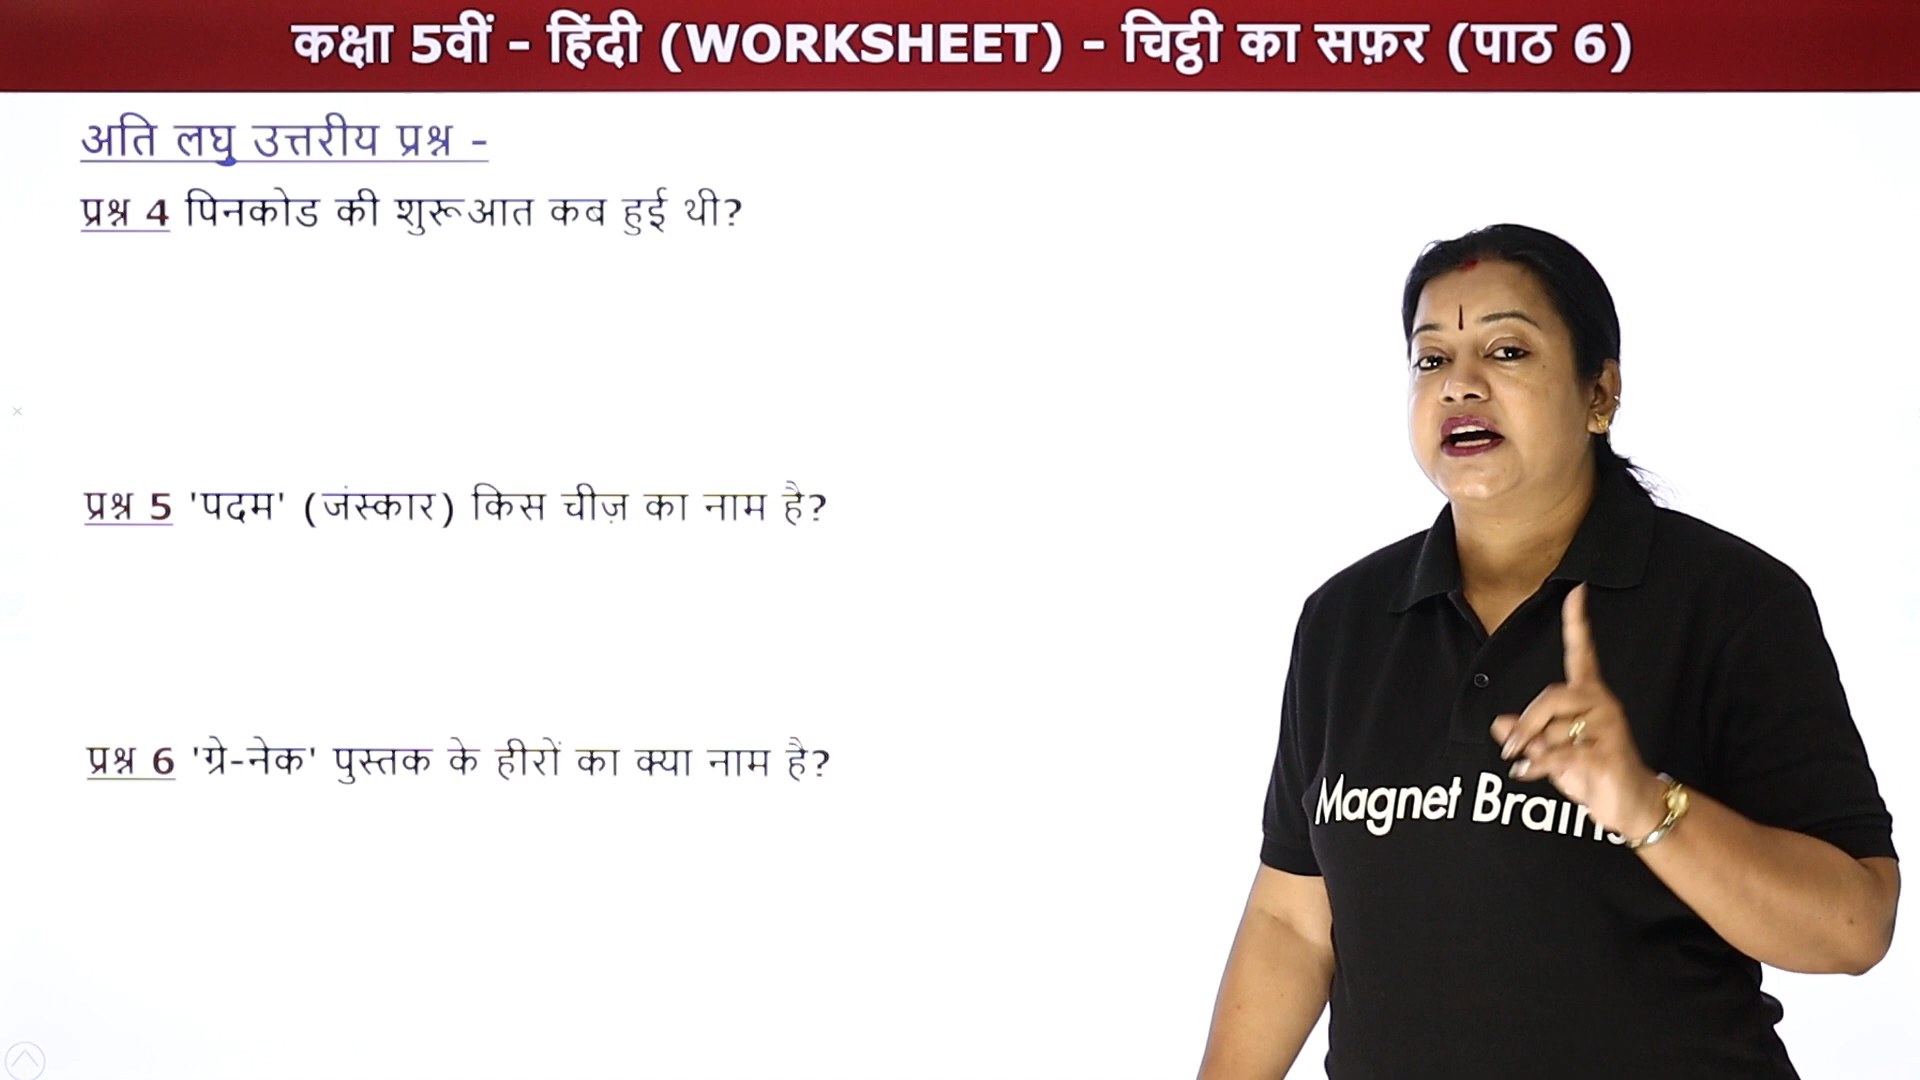 कक्षा 5वीं - हिंदी (WORKSHEET) - चिट्ठी का सफ़र (पाठ 6)
अति लघु उत्तरीय प्रश्न -
प्रश्न 4 पिनकोड की शुरूआत कब हुई थी?
प्रश्न 5 'पदम' (जंस्कार) किस चीज़ का नाम है?
प्रश्न 6 'ग्रे-नेक' पुस्तक के हीरों का क्या नाम है?
Magnet Brains